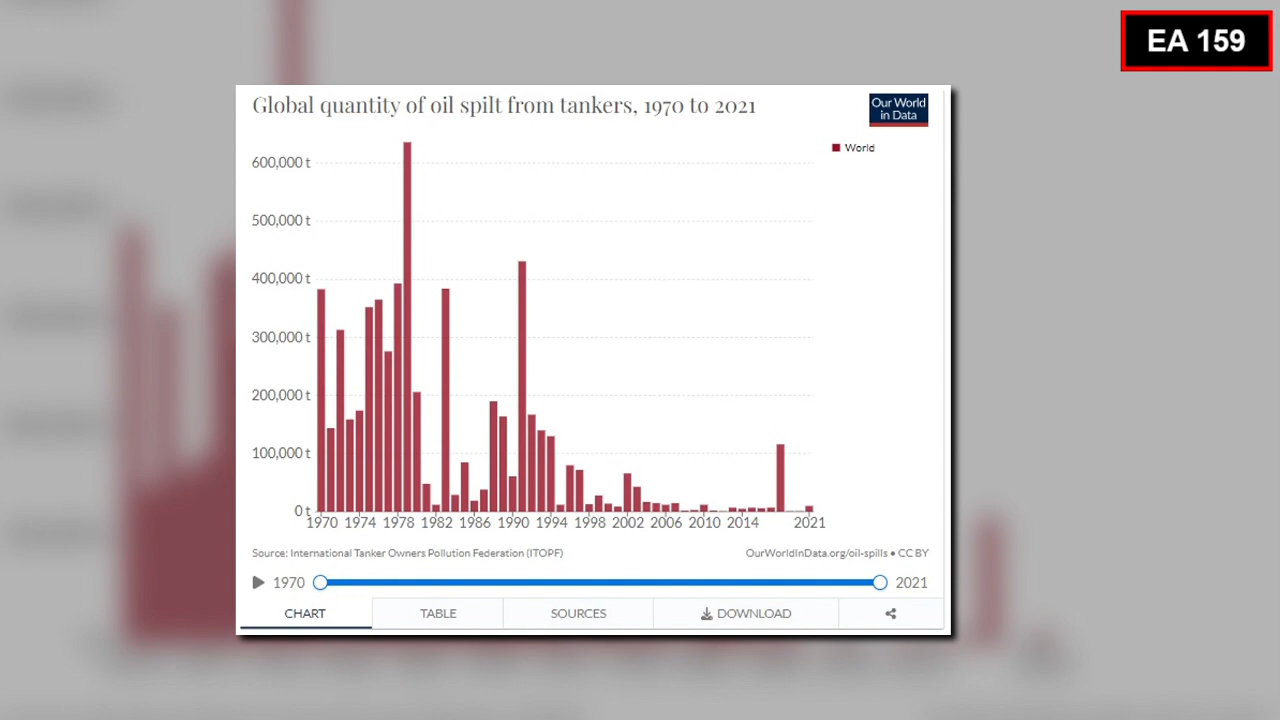 EA 159
Global quantity of oil spilt from tankers, 1970 to 2021
Our World
in Data
World
600,000 t
500,000 t
400,000 t
300,000 t
200,000 t
100,000 t
0 t
1970 1974 1978 1982 1986 1990 1994 1998 2002 2006 2010 2014 2021
Source: International Tanker Owners Pollution Federation (ITOPF) OurWorldInData.org/oil-spills • CC BY
1970 2021
CHART TABLE SOURCES DOWNLOAD